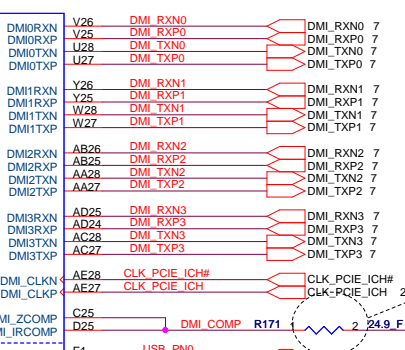 DMI0RXN V26 DMI_RXN0 DMI_RXN0 7
DMI0RXP V25 DMI_RXP0 DMI_RXP0 7
DMI0TXN U28 DMI_TXN0 DMI_TXN0 7
DMI0TXP U27 DMI_TXP0 DMI_TXP0 7
DMI1RXN Y26 DMI_RXN1 DMI_RXN1 7
DMI1RXP Y25 DMI_RXP1 DMI_RXP1 7
DMI1TXN W28 DMI_TXN1 DMI_TXN1 7
DMI1TXP W27 DMI_TXP1 DMI_TXP1 7
DMI2RXN AB26 DMI_RXN2 DMI_RXN2 7
DMI2RXP AB25 DMI_RXP2 DMI_RXP2 7
DMI2TXN AA28 DMI_TXN2 DMI_TXN2 7
DMI2TXP AA27 DMI_TXP2 DMI_TXP2 7
DMI3RXN AD25 DMI_RXN3 DMI_RXN3 7
DMI3RXP AD24 DMI_RXP3 DMI_RXP3 7
DMI3TXN AC28 DMI_TXN3 DMI_TXN3 7
DMI3TXP AC27 DMI_TXP3 DMI_TXP3 7
DMI_CLKN AE28 CLK_PCIE_ICH# CLK_PCIE_ICH#
DMI_CLKP AE27 CLK_PCIE_ICH CLK_PCIE_ICH 2
MI_ZCOMP C25
MI_IRCOMP D25 DMI_COMP R171 1 2 24.9_F
USB_PN0